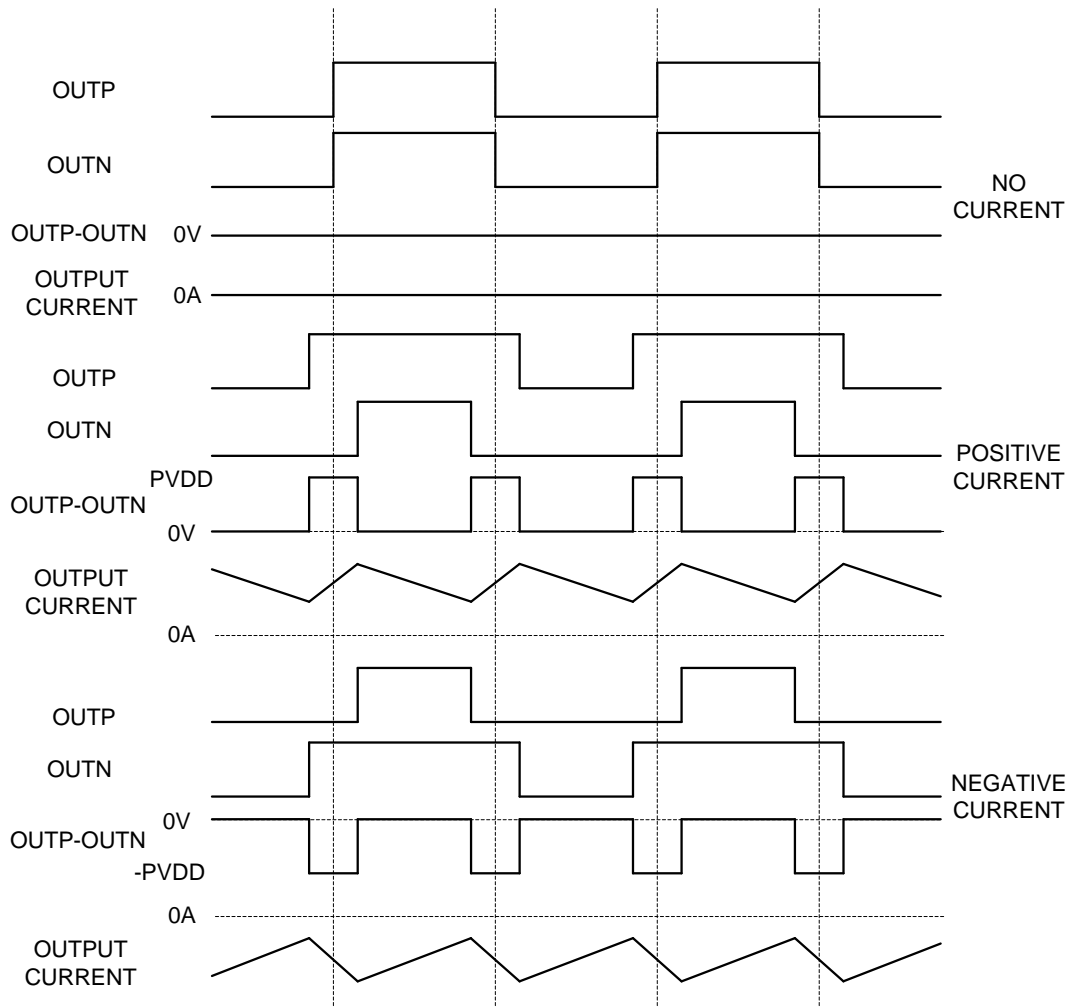 OUTP
OUTN
NO
CURRENT
OUTP-OUTN 0V
OUTPUT
CURRENT
0A
OUTP
OUTN
PVDD
POSITIVE
CURRENT
OUTP-OUTN
0V
OUTPUT
CURRENT
0A
OUTP
OUTN
NEGATIVE
CURRENT
0V
OUTP-OUTN
-PVDD
0A
OUTPUT
CURRENT